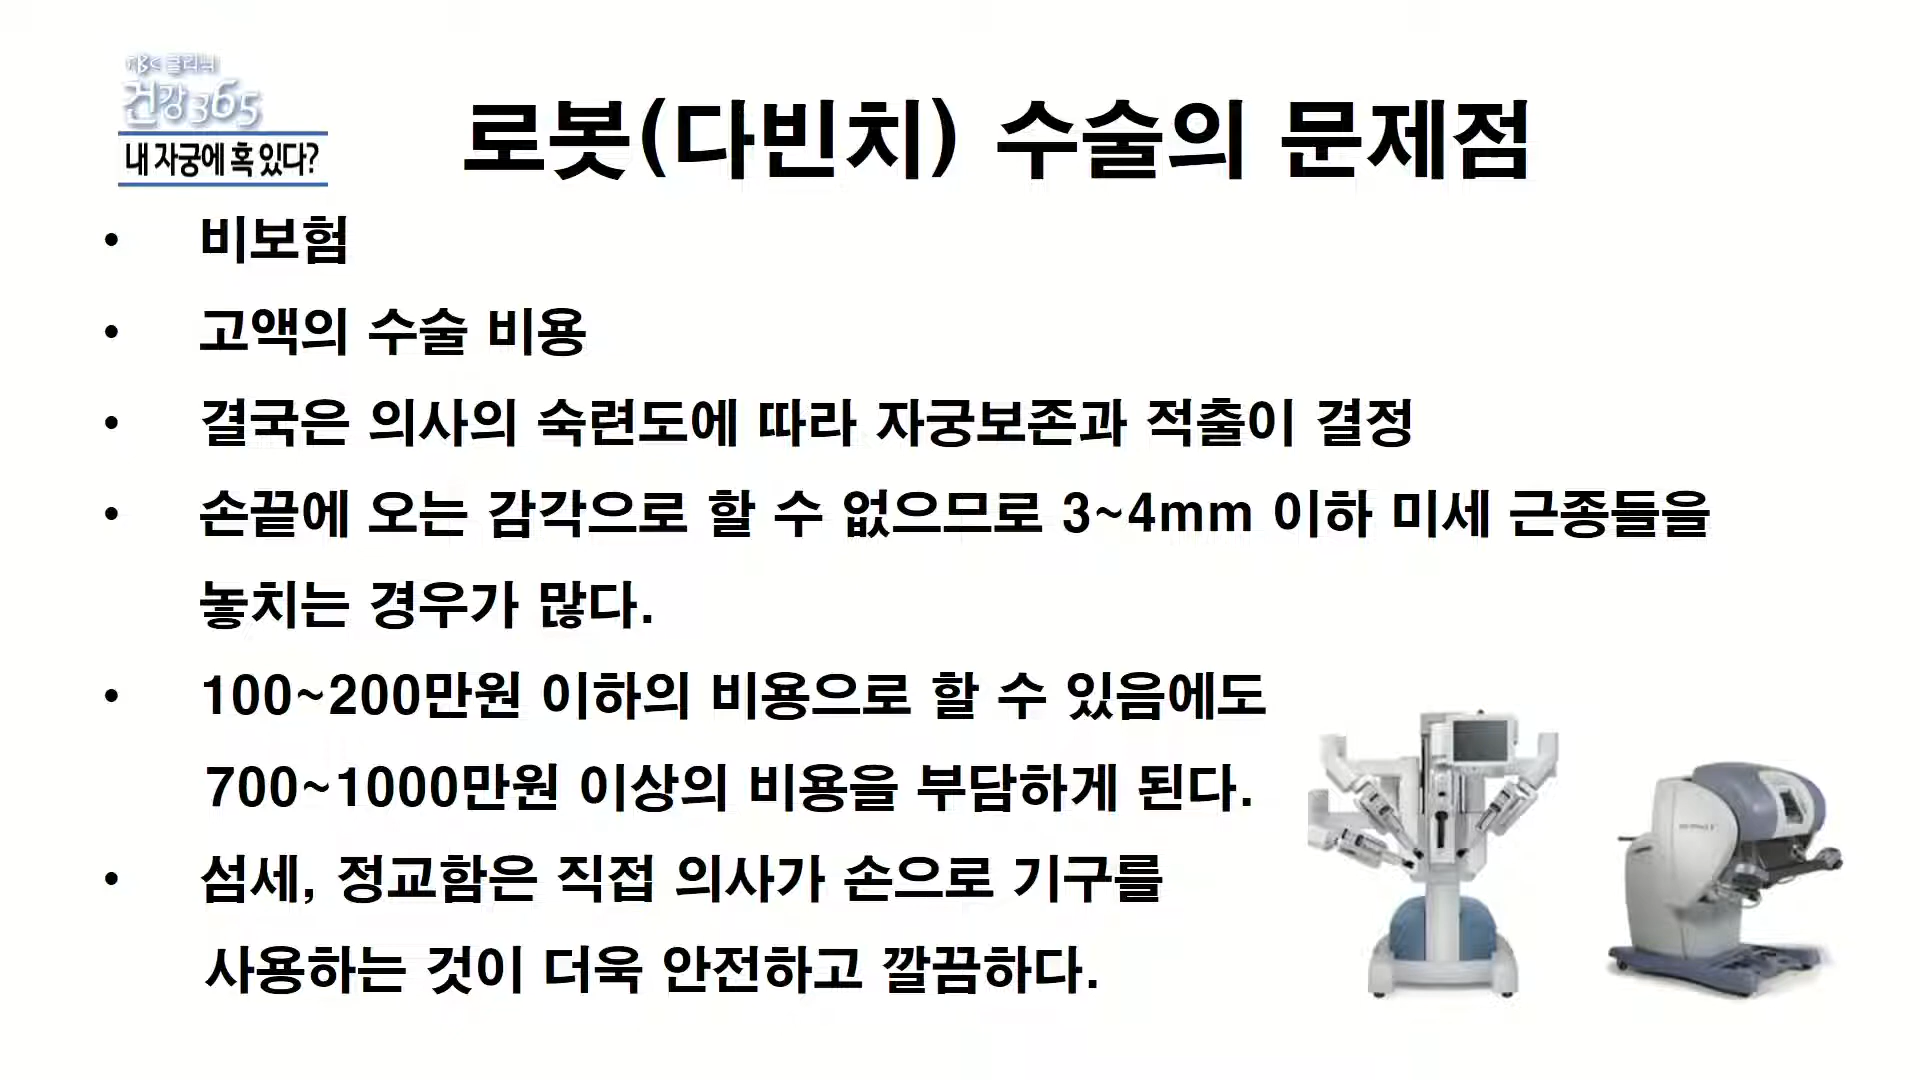 클리닉
건강365
내 자궁에 혹 있다?
로봇(다빈치) 수술의 문제점
• 비보험
• 고액의 수술 비용
• 결국은 의사의 숙련도에 따라 자궁보존과 적출이 결정
• 손끝에 오는 감각으로 할 수 없으므로 3~4mm 이하 미세 근종들을
놓치는 경우가 많다.
• 100~200만원 이하의 비용으로 할 수 있음에도
700~1000만원 이상의 비용을 부담하게 된다.
• 섬세, 정교함은 직접 의사가 손으로 기구를
사용하는 것이 더욱 안전하고 깔끔하다.